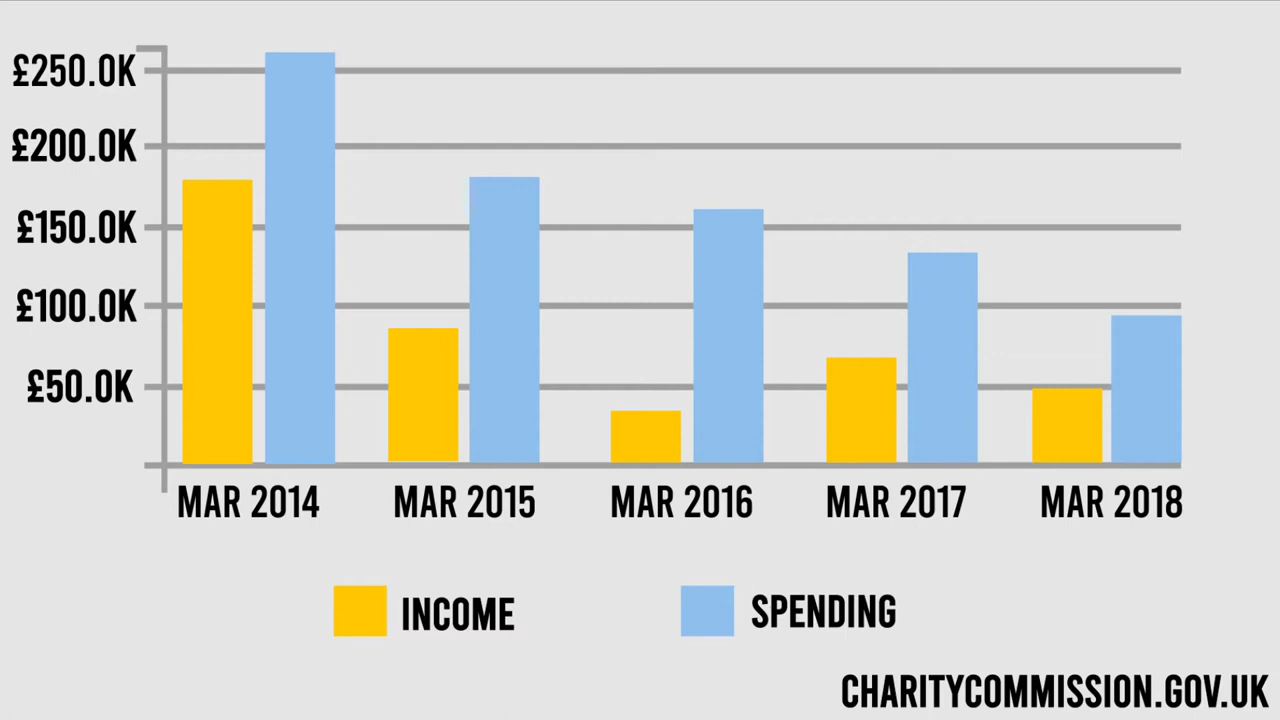 £250.0K
£200.0K
£150.0K
£100.0K
£50.0K
MAR 2014
MAR 2015
MAR 2016
MAR 2017
MAR 2018
INCOME
SPENDING
CHARITYCOMMISSION.GOV.UK